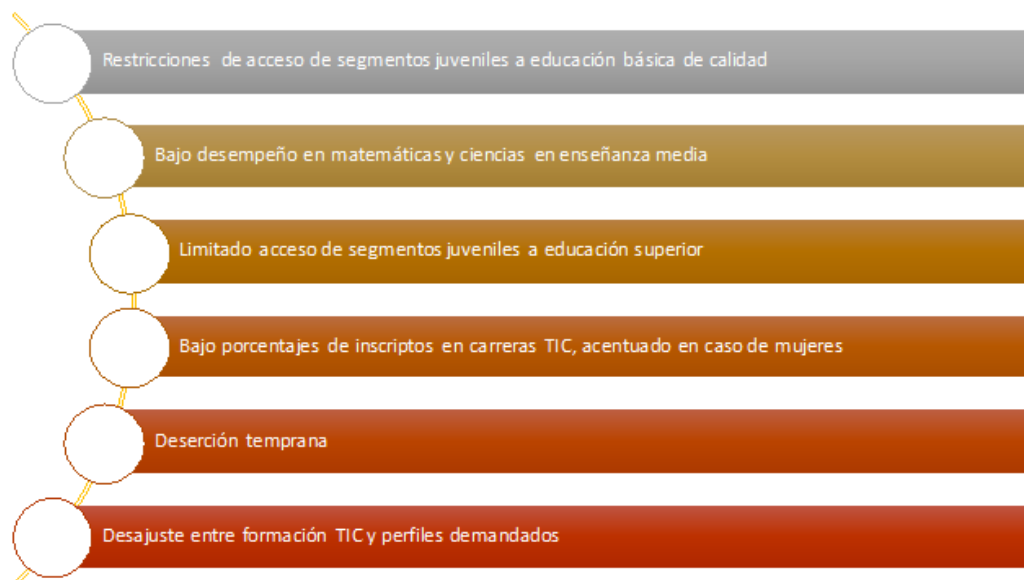 Restricciones de acceso de segmentos juveniles a educación básica de calidad
Bajo desempeño en matemáticas y ciencias en enseñanza media
Limitado acceso de segmentos juveniles a educación superior
Bajo porcentajes de inscriptos en carreras TIC, acentuado en caso de mujeres
Deserción temprana
Desajuste entre formación TIC y perfiles demandados